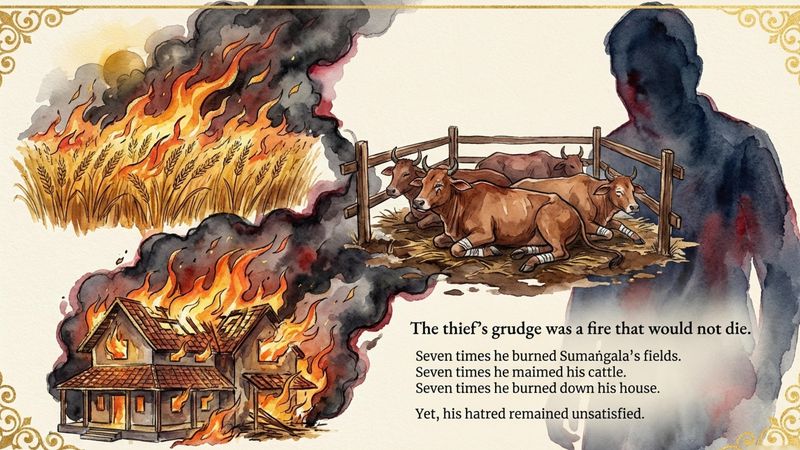 The thief's grudge was a fire that would not die.
Seven times he burned Sumaṅgala's fields.
Seven times he maimed his cattle.
Seven times he burned down his house.
Yet, his hatred remained unsatisfied.